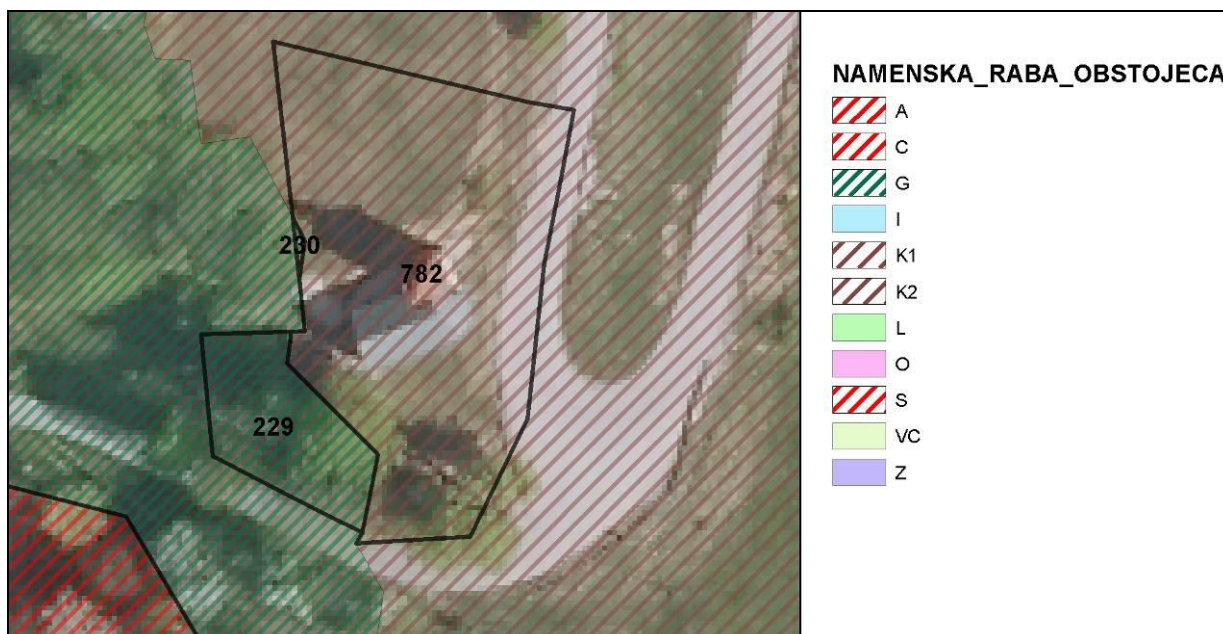 230
782
229
NAMENSKA_RABA_OBSTOJECA
A
C
G
I
K1
K2
L
O
S
VC
Z